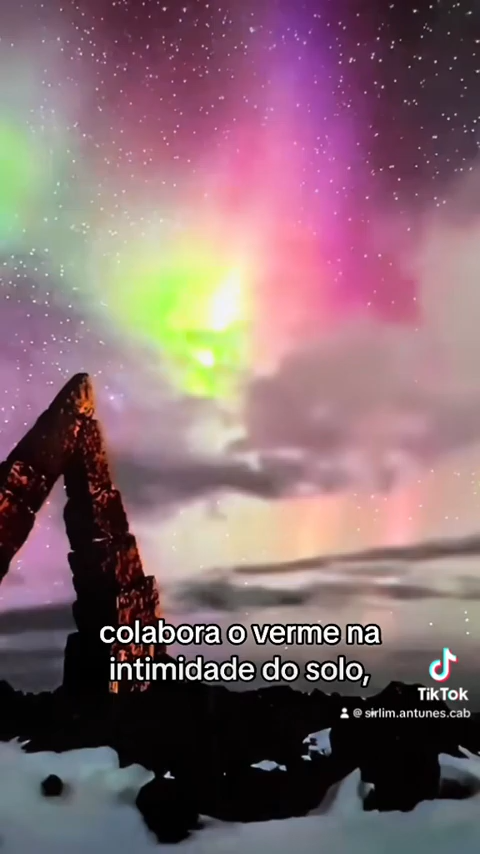 colabora o verme na
intimidade do solo,
TikTok
@ sirlim.antunes.cab